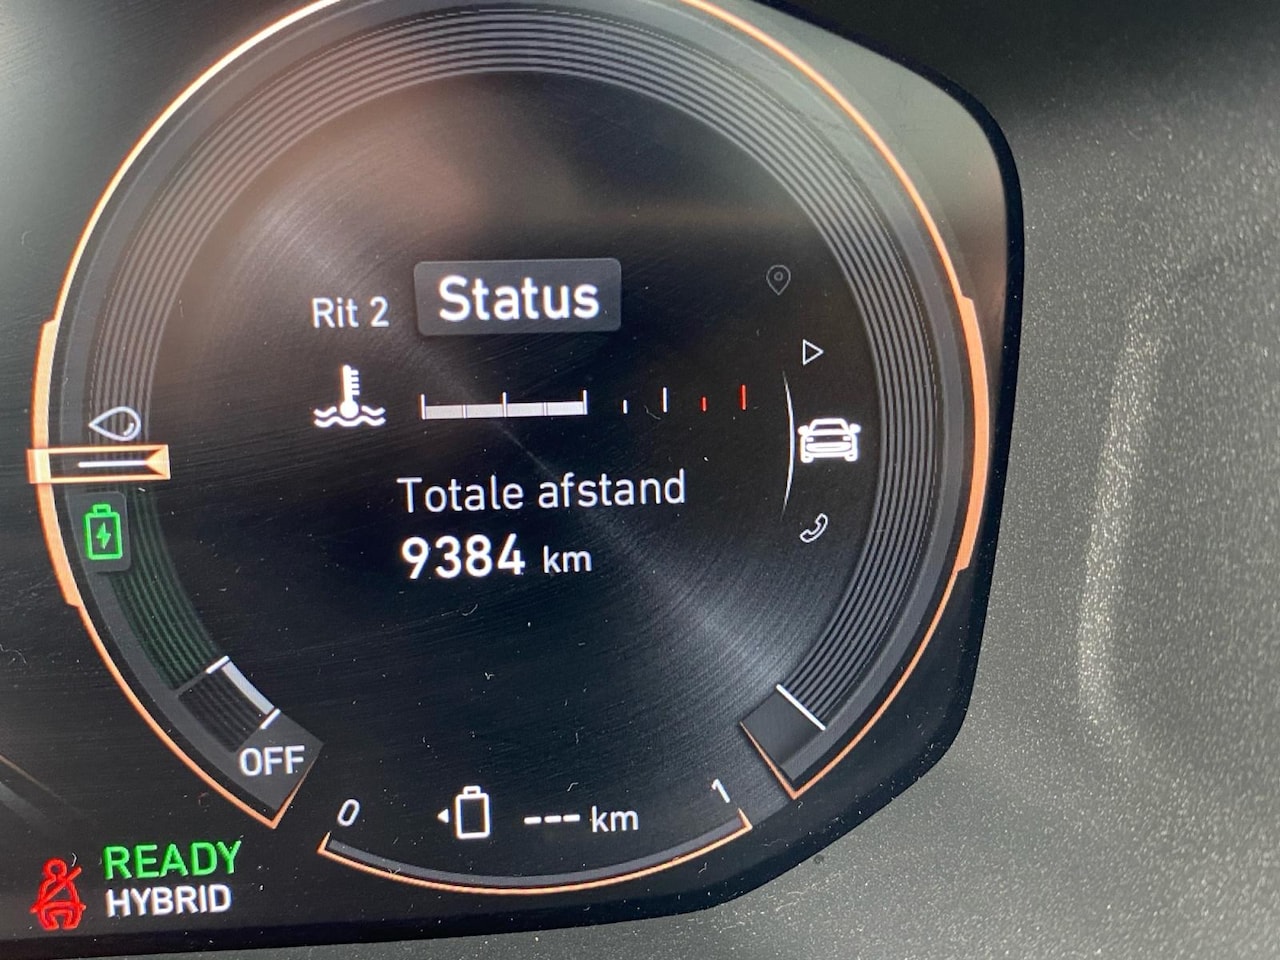 Rit 2 Status
Totale afstand
9384 km
OFF
0 --- km 1
READY
HYBRID